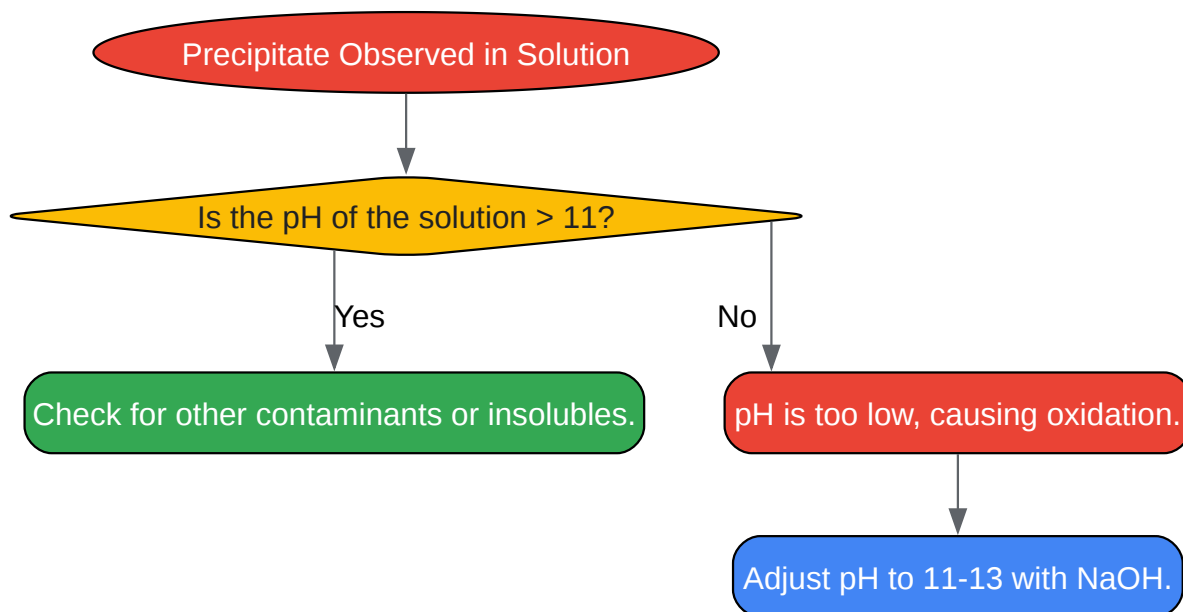 Precipitate Observed in Solution
Is the pH of the solution > 11?
Yes
No
Check for other contaminants or insolubles.
pH is too low, causing oxidation.
Adjust pH to 11-13 with NaOH.